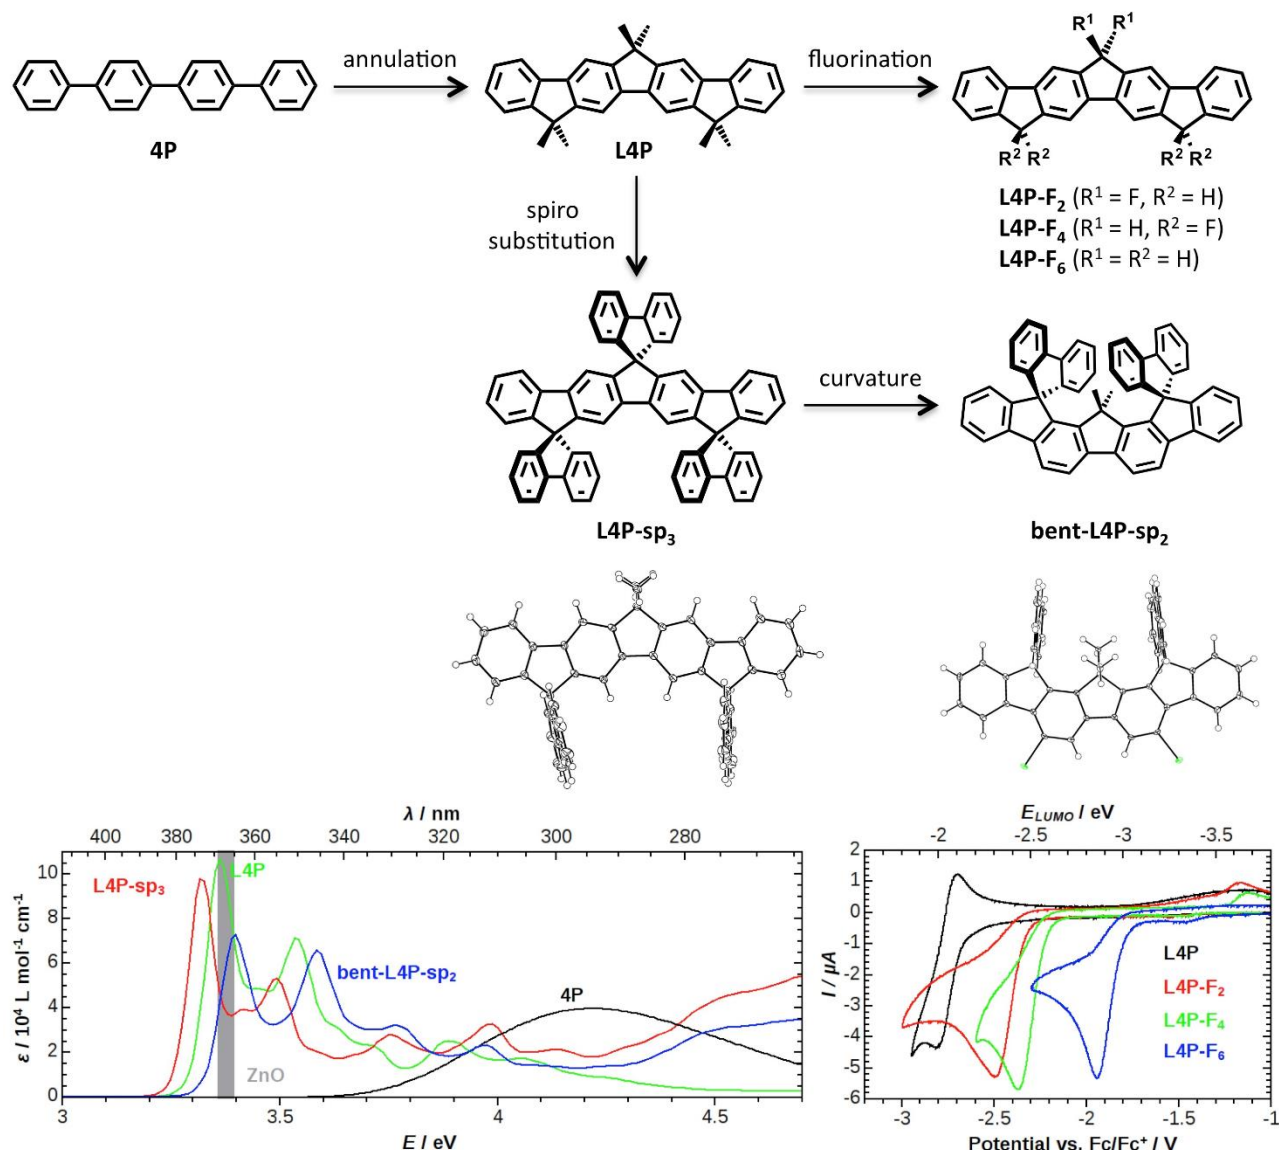 annulation
fluorination
R¹ R¹
R² R² R² R²
4P
L4P
L4P-F₂ (R¹ = F, R² = H)
L4P-F₄ (R¹ = H, R² = F)
L4P-F₆ (R¹ = R² = H)
spiro
substitution
curvature
L4P-sp₃
bent-L4P-sp₂
λ / nm
400 380 360 340 320 300 280
L4P-sp₃
L4P
bent-L4P-sp₂
4P
ZnO
ε / 10⁴ L mol⁻¹ cm⁻¹
10
8
6
4
2
0
3 3.5 4 4.5
E / eV
E_LUMO / eV
-2 -2.5 -3 -3.5
2
1
0
-1
-2
-3
-4
-5
-6
I / µA
L4P
L4P-F₂
L4P-F₄
L4P-F₆
-3 -2.5 -2 -1.5 -1
Potential vs. Fc/Fc⁺ / V